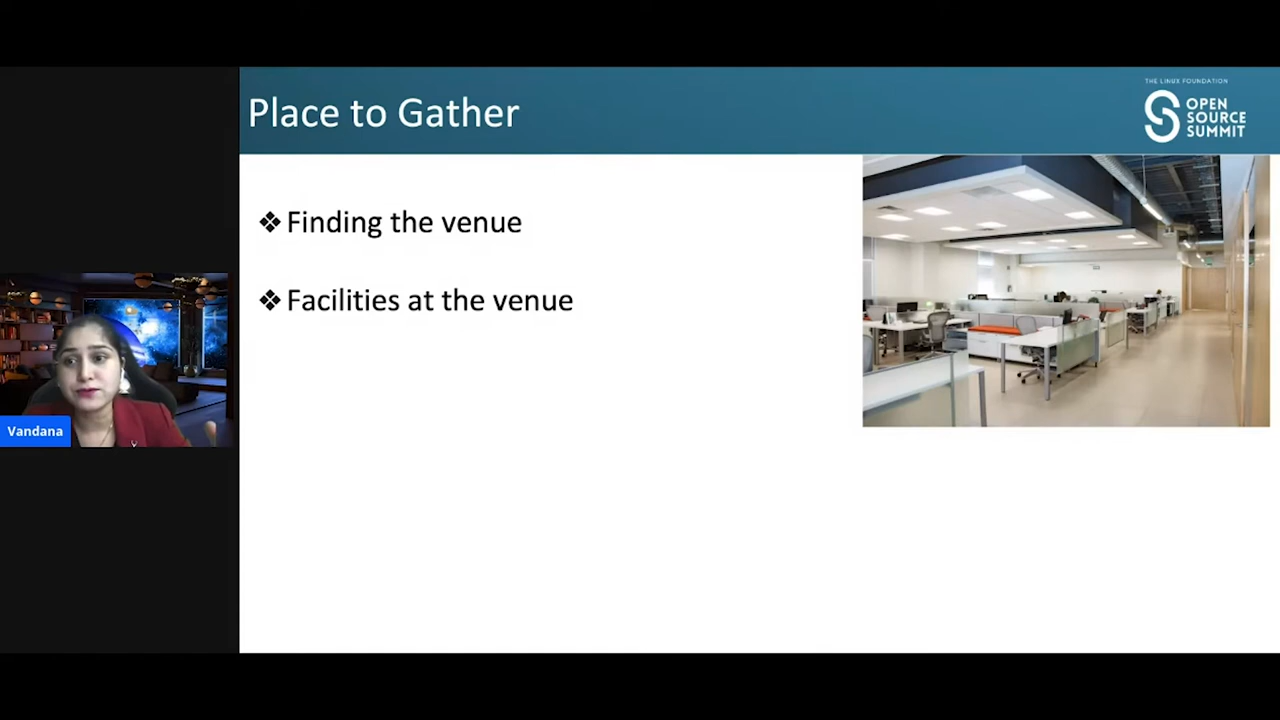 Place to Gather
THE LINUX FOUNDATION
OPEN
SOURCE
SUMMIT
❖ Finding the venue
❖ Facilities at the venue
Vandana